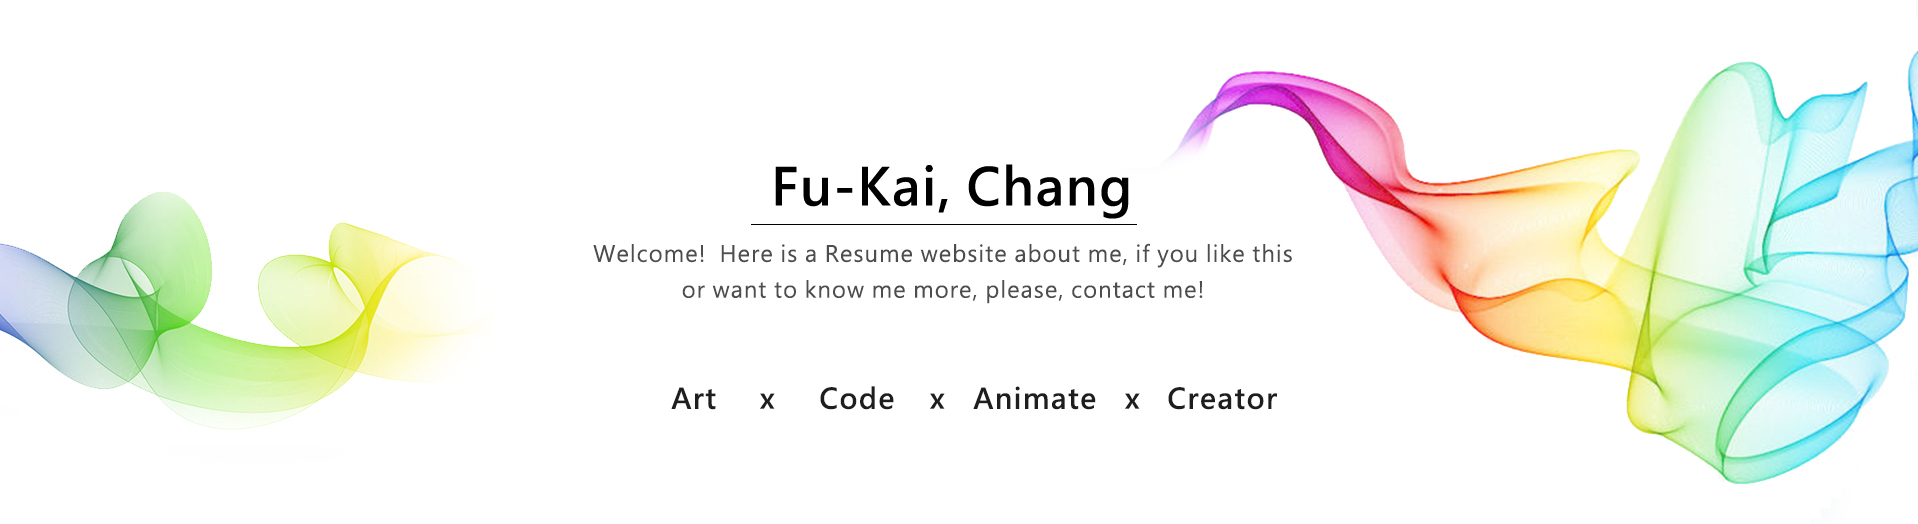 Fu-Kai, Chang
Welcome!  Here is a Resume website about me, if you like this
or want to know me more, please, contact me!
Art x Code x Animate x Creator